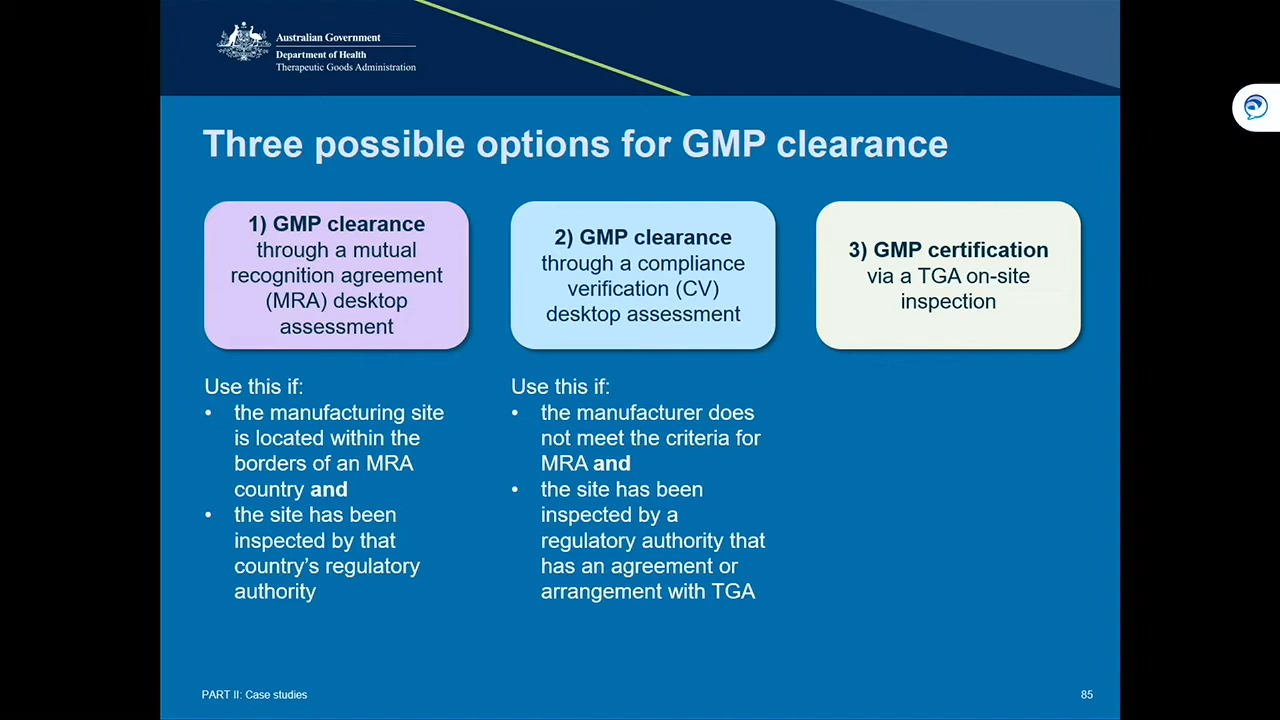 Australian Government
Department of Health
Therapeutic Goods Administration
Three possible options for GMP clearance
1) GMP clearance
through a mutual
recognition agreement
(MRA) desktop
assessment
2) GMP clearance
through a compliance
verification (CV)
desktop assessment
3) GMP certification
via a TGA on-site
inspection
Use this if:
• the manufacturing site
is located within the
borders of an MRA
country and
• the site has been
inspected by that
country’s regulatory
authority
Use this if:
• the manufacturer does
not meet the criteria for
MRA and
• the site has been
inspected by a
regulatory authority that
has an agreement or
arrangement with TGA
PART II: Case studies
85